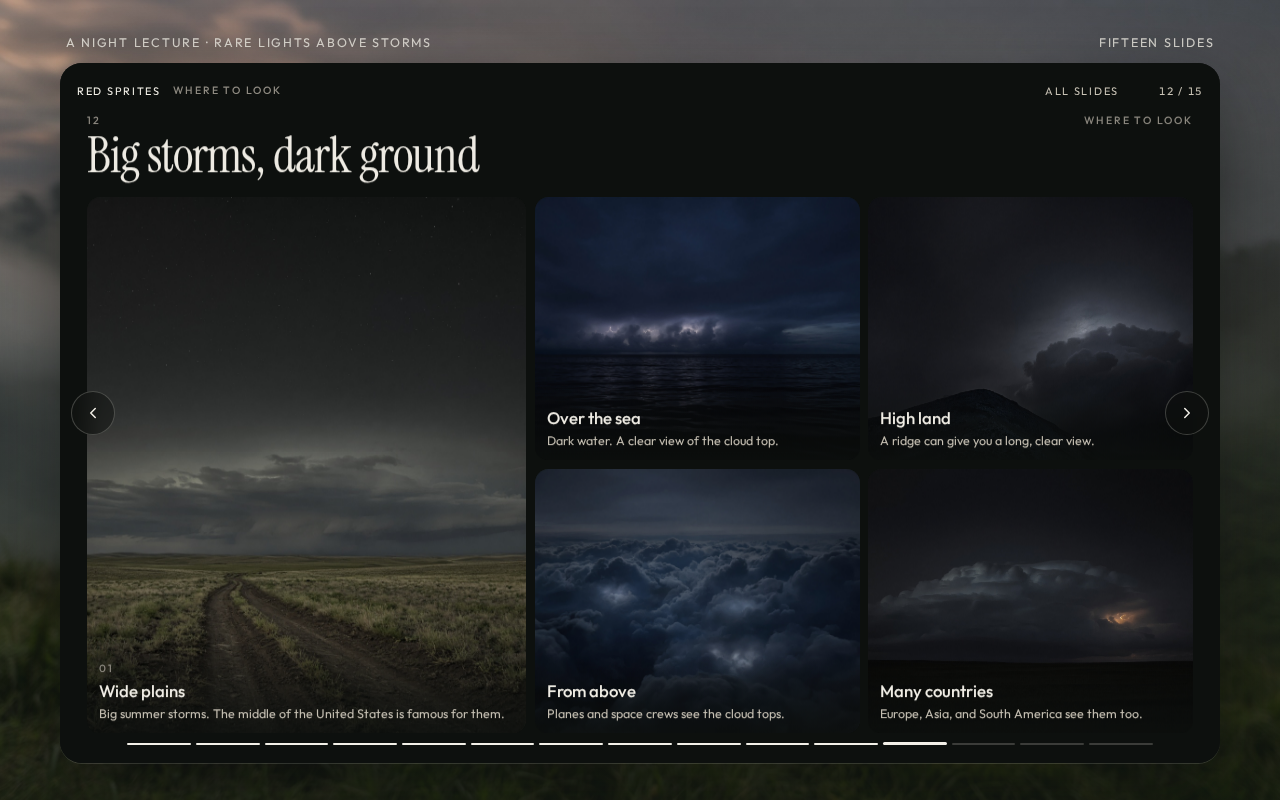 A NIGHT LECTURE · RARE LIGHTS ABOVE STORMS
FIFTEEN SLIDES
RED SPRITES WHERE TO LOOK
ALL SLIDES 12 / 15
12
WHERE TO LOOK
Big storms, dark ground
01
Wide plains
Big summer storms. The middle of the United States is famous for them.
Over the sea
Dark water. A clear view of the cloud top.
High land
A ridge can give you a long, clear view.
From above
Planes and space crews see the cloud tops.
Many countries
Europe, Asia, and South America see them too.